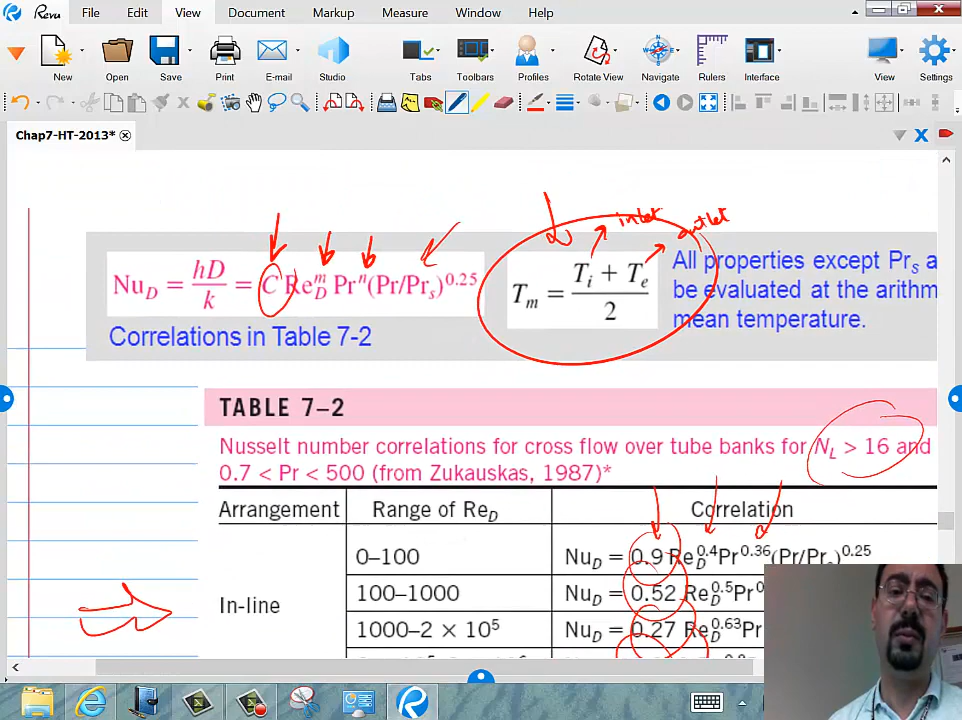 Revu File Edit View Document Markup Measure Window Help
New Open Save Print E-mail Studio Tabs Toolbars Profiles Rotate View Navigate Rulers Interface View Settings
Chap7-HT-2013*
inlet
outlet
Nu_D = hD/k = C Re_D^m Pr^n (Pr/Pr_s)^0.25
T_m = (T_i + T_e)/2
All properties except Pr_s a
be evaluated at the arithm
mean temperature.
Correlations in Table 7-2
TABLE 7–2
Nusselt number correlations for cross flow over tube banks for N_L > 16 and
0.7 < Pr < 500 (from Zukauskas, 1987)*
Arrangement Range of Re_D Correlation
0–100 Nu_D = 0.9 Re_D^0.4 Pr^0.36 (Pr/Pr_s)^0.25
In-line 100–1000 Nu_D = 0.52 Re_D^0.5 Pr^0
1000–2 × 10^5 Nu_D = 0.27 Re_D^0.63 Pr